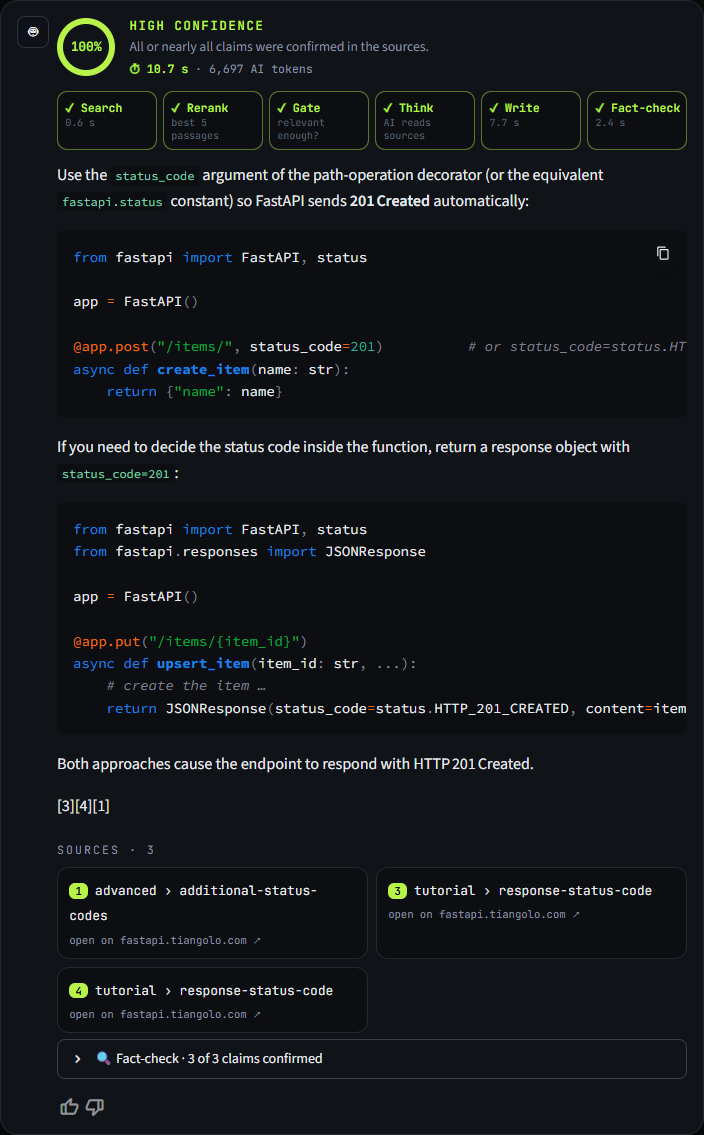 100%
HIGH CONFIDENCE
All or nearly all claims were confirmed in the sources.
⏱ 10.7 s · 6,697 AI tokens
✓ Search
0.6 s
✓ Rerank
best 5
passages
✓ Gate
relevant
enough?
✓ Think
AI reads
sources
✓ Write
7.7 s
✓ Fact-check
2.4 s
Use the status_code argument of the path-operation decorator (or the equivalent
fastapi.status constant) so FastAPI sends 201 Created automatically:
from fastapi import FastAPI, status
app = FastAPI()
@app.post("/items/", status_code=201) # or status_code=status.HT
async def create_item(name: str):
    return {"name": name}
If you need to decide the status code inside the function, return a response object with
status_code=201 :
from fastapi import FastAPI, status
from fastapi.responses import JSONResponse
app = FastAPI()
@app.put("/items/{item_id}")
async def upsert_item(item_id: str, ...):
    # create the item …
    return JSONResponse(status_code=status.HTTP_201_CREATED, content=item
Both approaches cause the endpoint to respond with HTTP 201 Created.
[3][4][1]
SOURCES · 3
1 advanced › additional-status-
codes
open on fastapi.tiangolo.com ↗
3 tutorial › response-status-code
open on fastapi.tiangolo.com ↗
4 tutorial › response-status-code
open on fastapi.tiangolo.com ↗
› 🔍 Fact-check · 3 of 3 claims confirmed